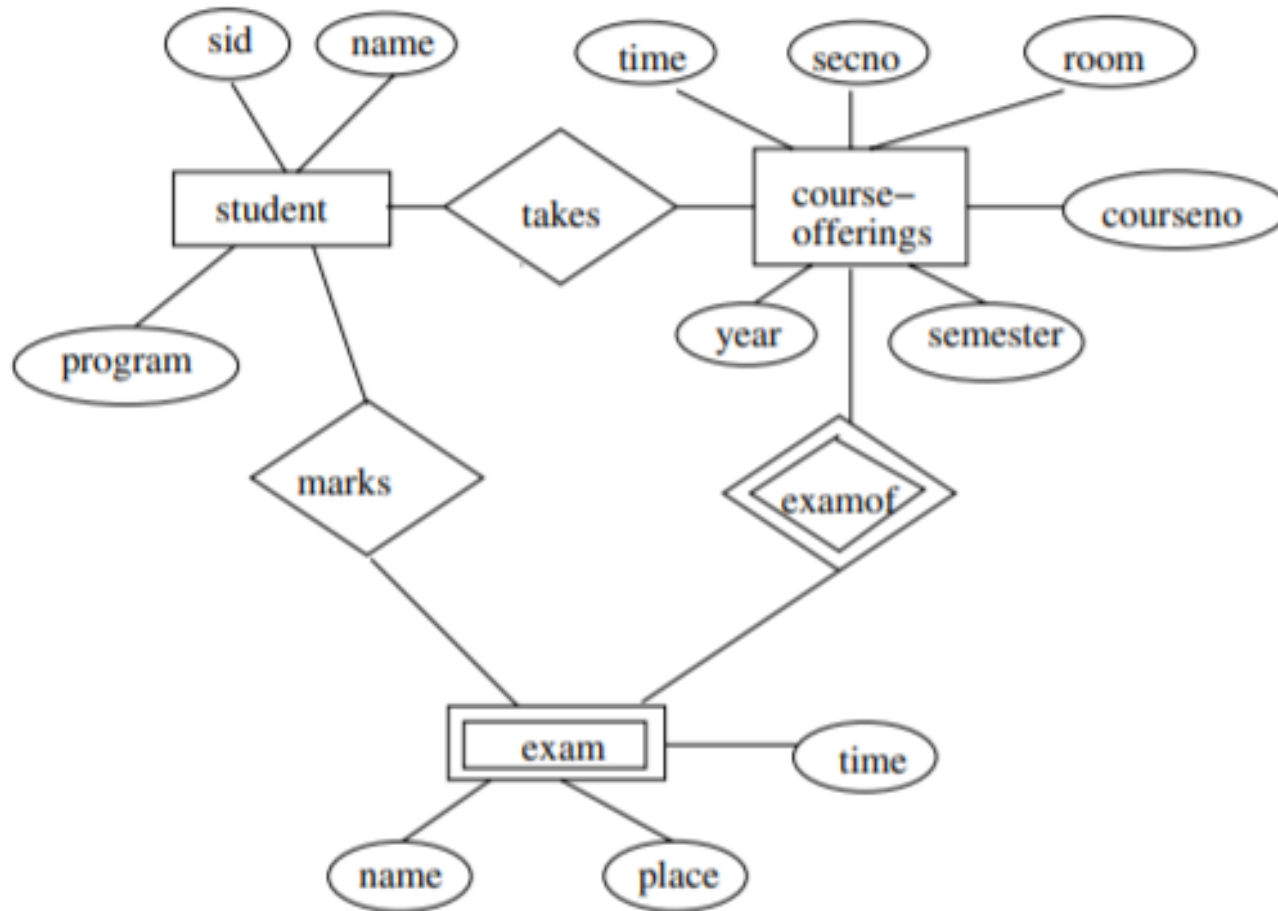 sid
name
time
secno
room
student
takes
course–
offerings
courseno
year
semester
program
marks
examof
exam
time
name
place